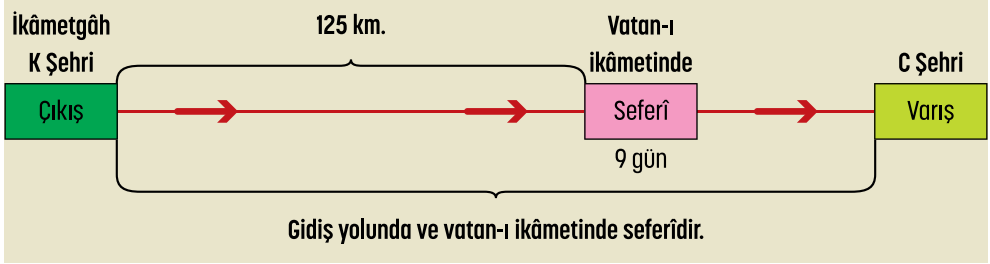 İkâmetgâh
K Şehri
125 km.
Vatan-ı
ikâmetinde
C Şehri
Çıkış
Seferî
Varış
9 gün
Gidiş yolunda ve vatan-ı ikâmetinde seferîdir.